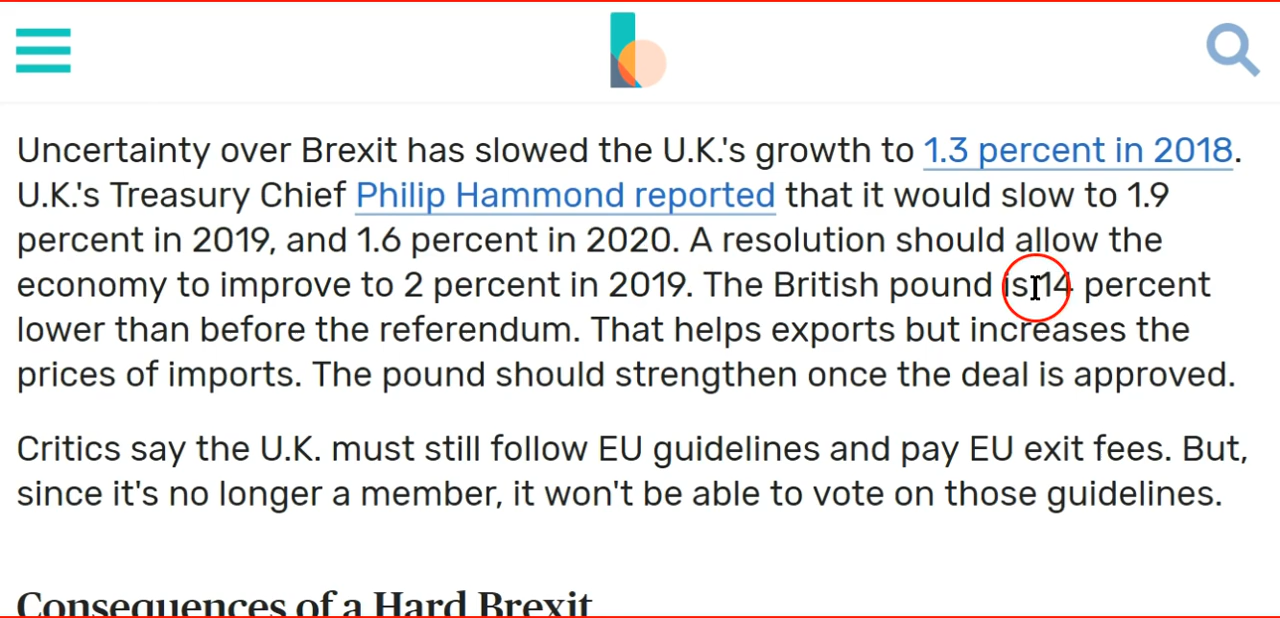 Uncertainty over Brexit has slowed the U.K.'s growth to 1.3 percent in 2018.
U.K.'s Treasury Chief Philip Hammond reported that it would slow to 1.9
percent in 2019, and 1.6 percent in 2020. A resolution should allow the
economy to improve to 2 percent in 2019. The British pound is 14 percent
lower than before the referendum. That helps exports but increases the
prices of imports. The pound should strengthen once the deal is approved.
Critics say the U.K. must still follow EU guidelines and pay EU exit fees. But,
since it's no longer a member, it won't be able to vote on those guidelines.
Consequences of a Hard Brexit